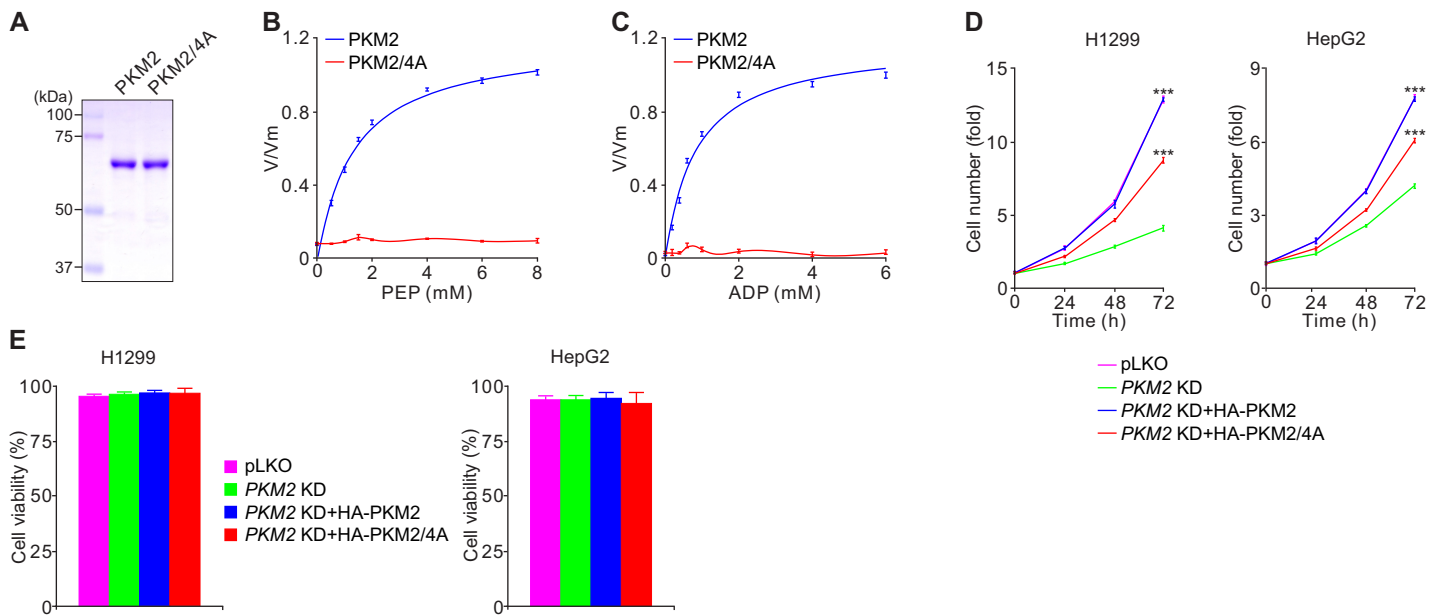 A
PKM2
PKM2/4A
(kDa)
100
75
50
37
B
PKM2
PKM2/4A
V/Vm
1.2
0.8
0.4
0
0
2
4
6
8
PEP (mM)
C
PKM2
PKM2/4A
V/Vm
1.2
0.8
0.4
0
0
2
4
6
ADP (mM)
D
H1299
Cell number (fold)
15
10
5
0
***
***
0
24
48
72
Time (h)
HepG2
Cell number (fold)
9
6
3
0
***
***
0
24
48
72
Time (h)
pLKO
PKM2 KD
PKM2 KD+HA-PKM2
PKM2 KD+HA-PKM2/4A
E
H1299
Cell viability (%)
100
75
50
25
0
pLKO
PKM2 KD
PKM2 KD+HA-PKM2
PKM2 KD+HA-PKM2/4A
HepG2
Cell viability (%)
100
75
50
25
0